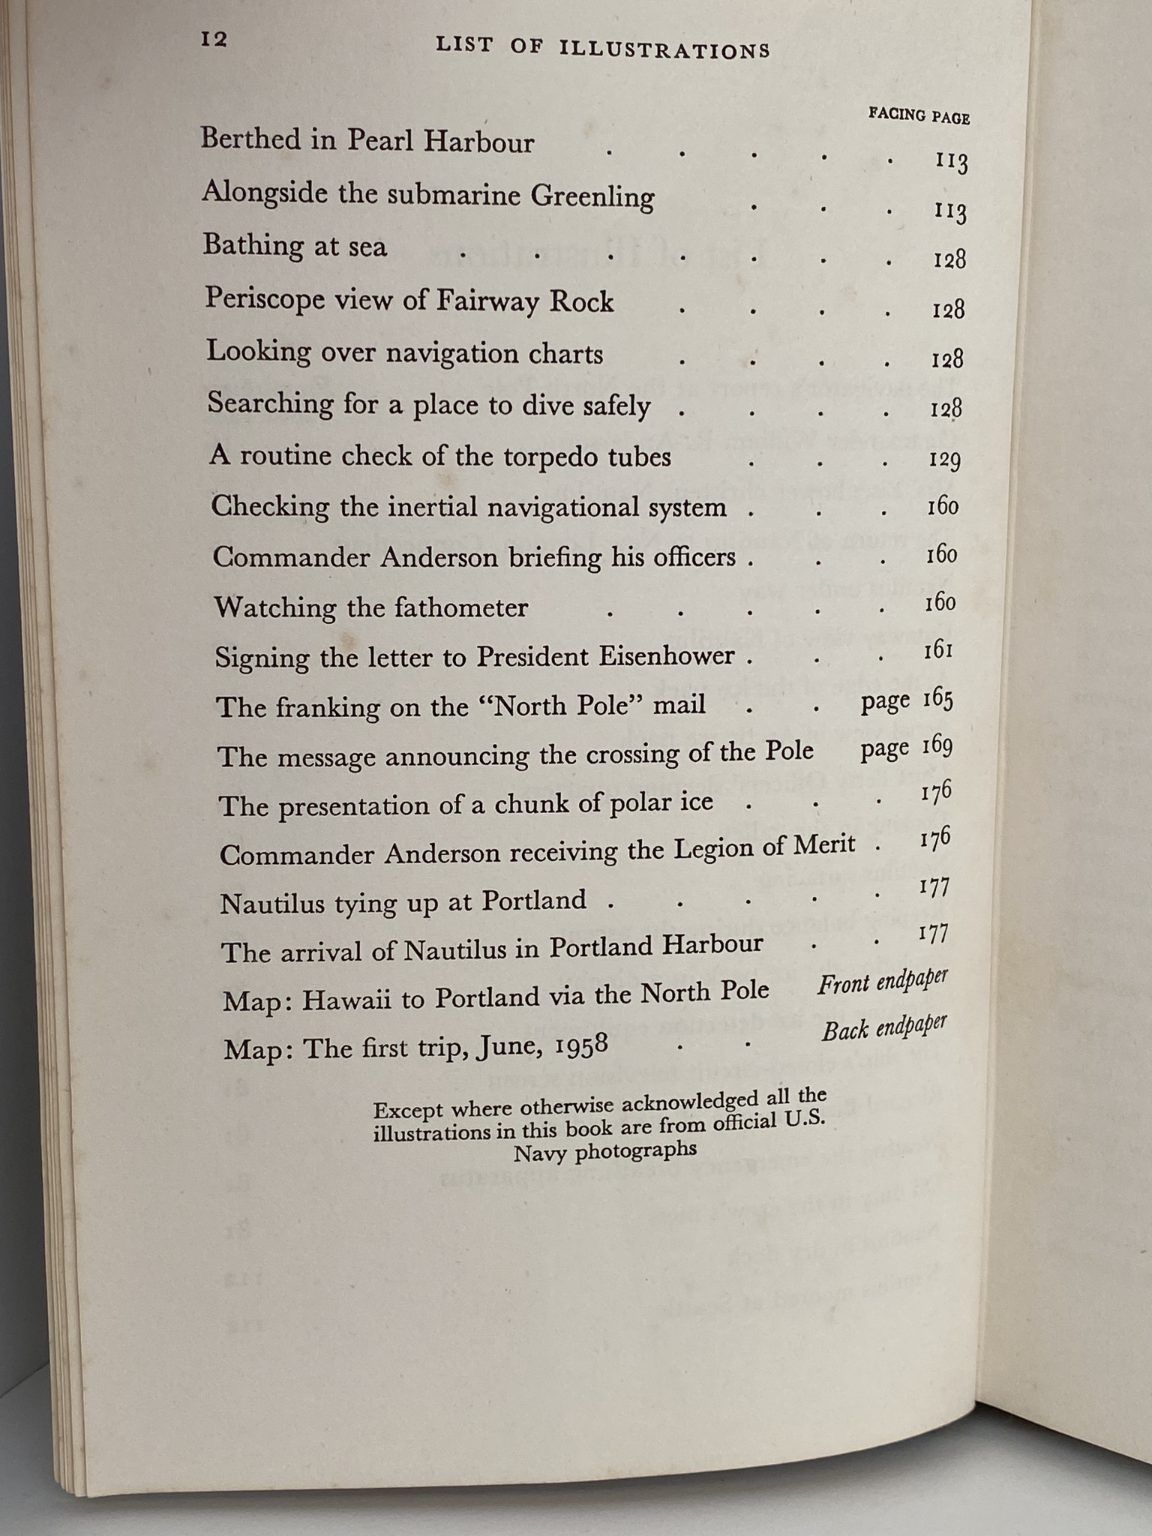 12 LIST OF ILLUSTRATIONS
FACING PAGE
Berthed in Pearl Harbour . . . . . 113
Alongside the submarine Greenling . . . 113
Bathing at sea . . . . . . . 128
Periscope view of Fairway Rock . . . . 128
Looking over navigation charts . . . . 128
Searching for a place to dive safely . . . . 128
A routine check of the torpedo tubes . . . 129
Checking the inertial navigational system . . . 160
Commander Anderson briefing his officers . . . 160
Watching the fathometer . . . . . 160
Signing the letter to President Eisenhower . . . 161
The franking on the “North Pole” mail . . page 165
The message announcing the crossing of the Pole page 169
The presentation of a chunk of polar ice . . . 176
Commander Anderson receiving the Legion of Merit . 176
Nautilus tying up at Portland . . . . . 177
The arrival of Nautilus in Portland Harbour . . 177
Map: Hawaii to Portland via the North Pole Front endpaper
Map: The first trip, June, 1958 . . Back endpaper
Except where otherwise acknowledged all the
illustrations in this book are from official U.S.
Navy photographs